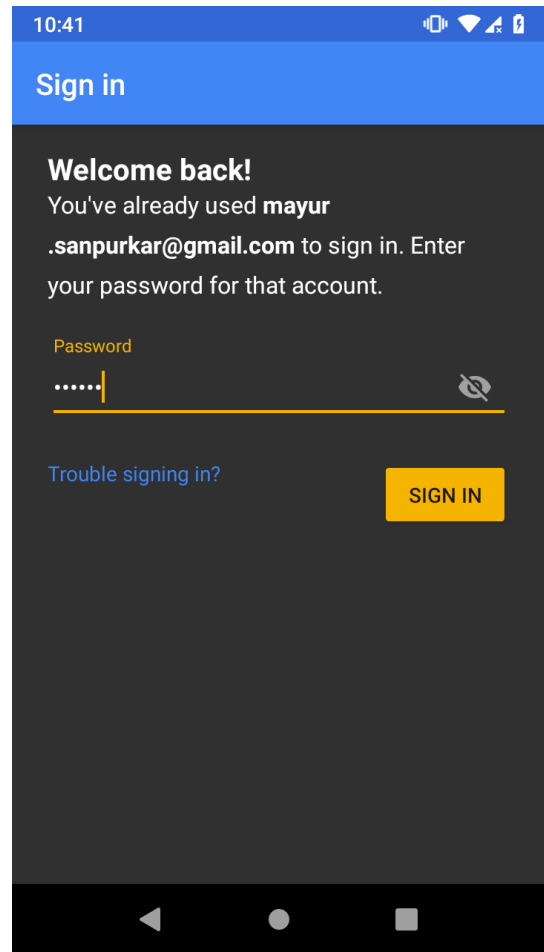 10:41
Sign in
Welcome back!
You've already used mayur
.sanpurkar@gmail.com to sign in. Enter
your password for that account.
Password
••••••
Trouble signing in?
SIGN IN